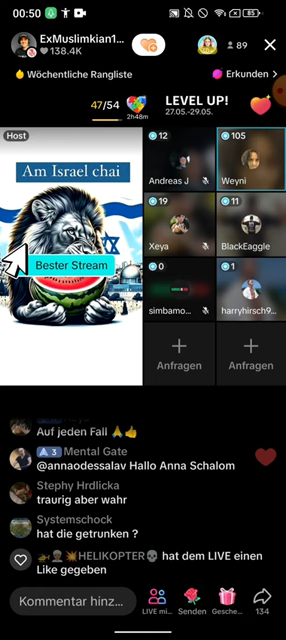 00:50
85%
ExMuslimkian1...
138.4K
89
Wöchentliche Rangliste
Erkunden >
47/54
2h48m
LEVEL UP!
27.05.-29.05.
Host
Am Israel chai
Bester Stream
12
Andreas J
105
Weyni
19
Xeya
11
BlackEaggle
0
simbamo...
1
harryhirsch9...
+
Anfragen
+
Anfragen
Auf jeden Fall 🙏👍
3 Mental Gate
@annaodessalav Hallo Anna Schalom
Stephy Hrdlicka
traurig aber wahr
Systemschock
hat die getrunken ?
HELIKOPTER💀 hat dem LIVE einen
Like gegeben
Kommentar hinz...
LIVE mi...
Senden
Gesche...
134